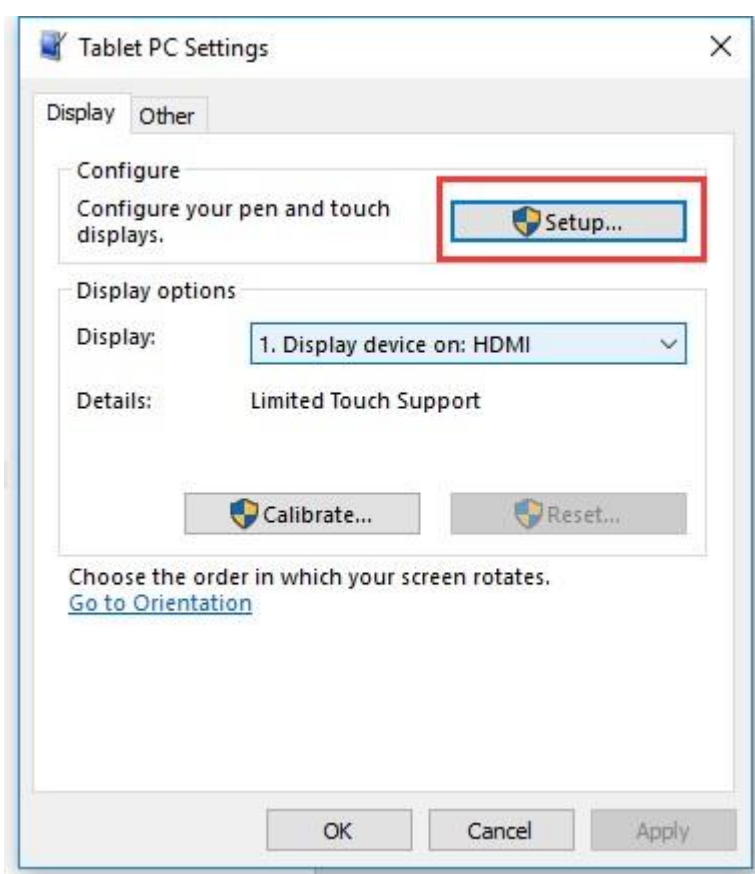 Tablet PC Settings
Display
Other
Configure
Configure your pen and touch
displays.
Setup...
Display options
Display:
1. Display device on: HDMI
Details:
Limited Touch Support
Calibrate...
Reset...
Choose the order in which your screen rotates.
Go to Orientation
OK
Cancel
Apply